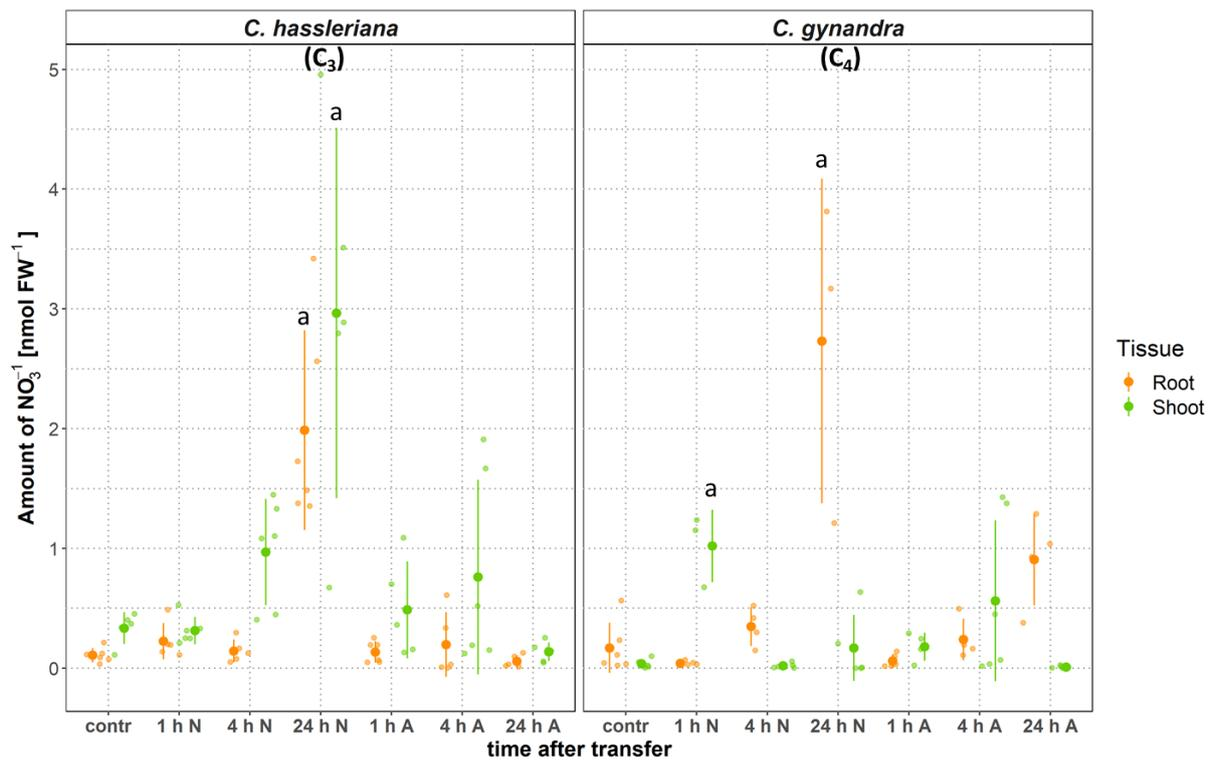 C. hassleriana
C. gynandra
(C₃)
(C₄)
5
4
3
2
1
0
a
a
a
a
Amount of NO₃⁻¹ [nmol FW⁻¹ ]
contr 1 h N 4 h N 24 h N 1 h A 4 h A 24 h A
contr 1 h N 4 h N 24 h N 1 h A 4 h A 24 h A
time after transfer
Tissue
Root
Shoot